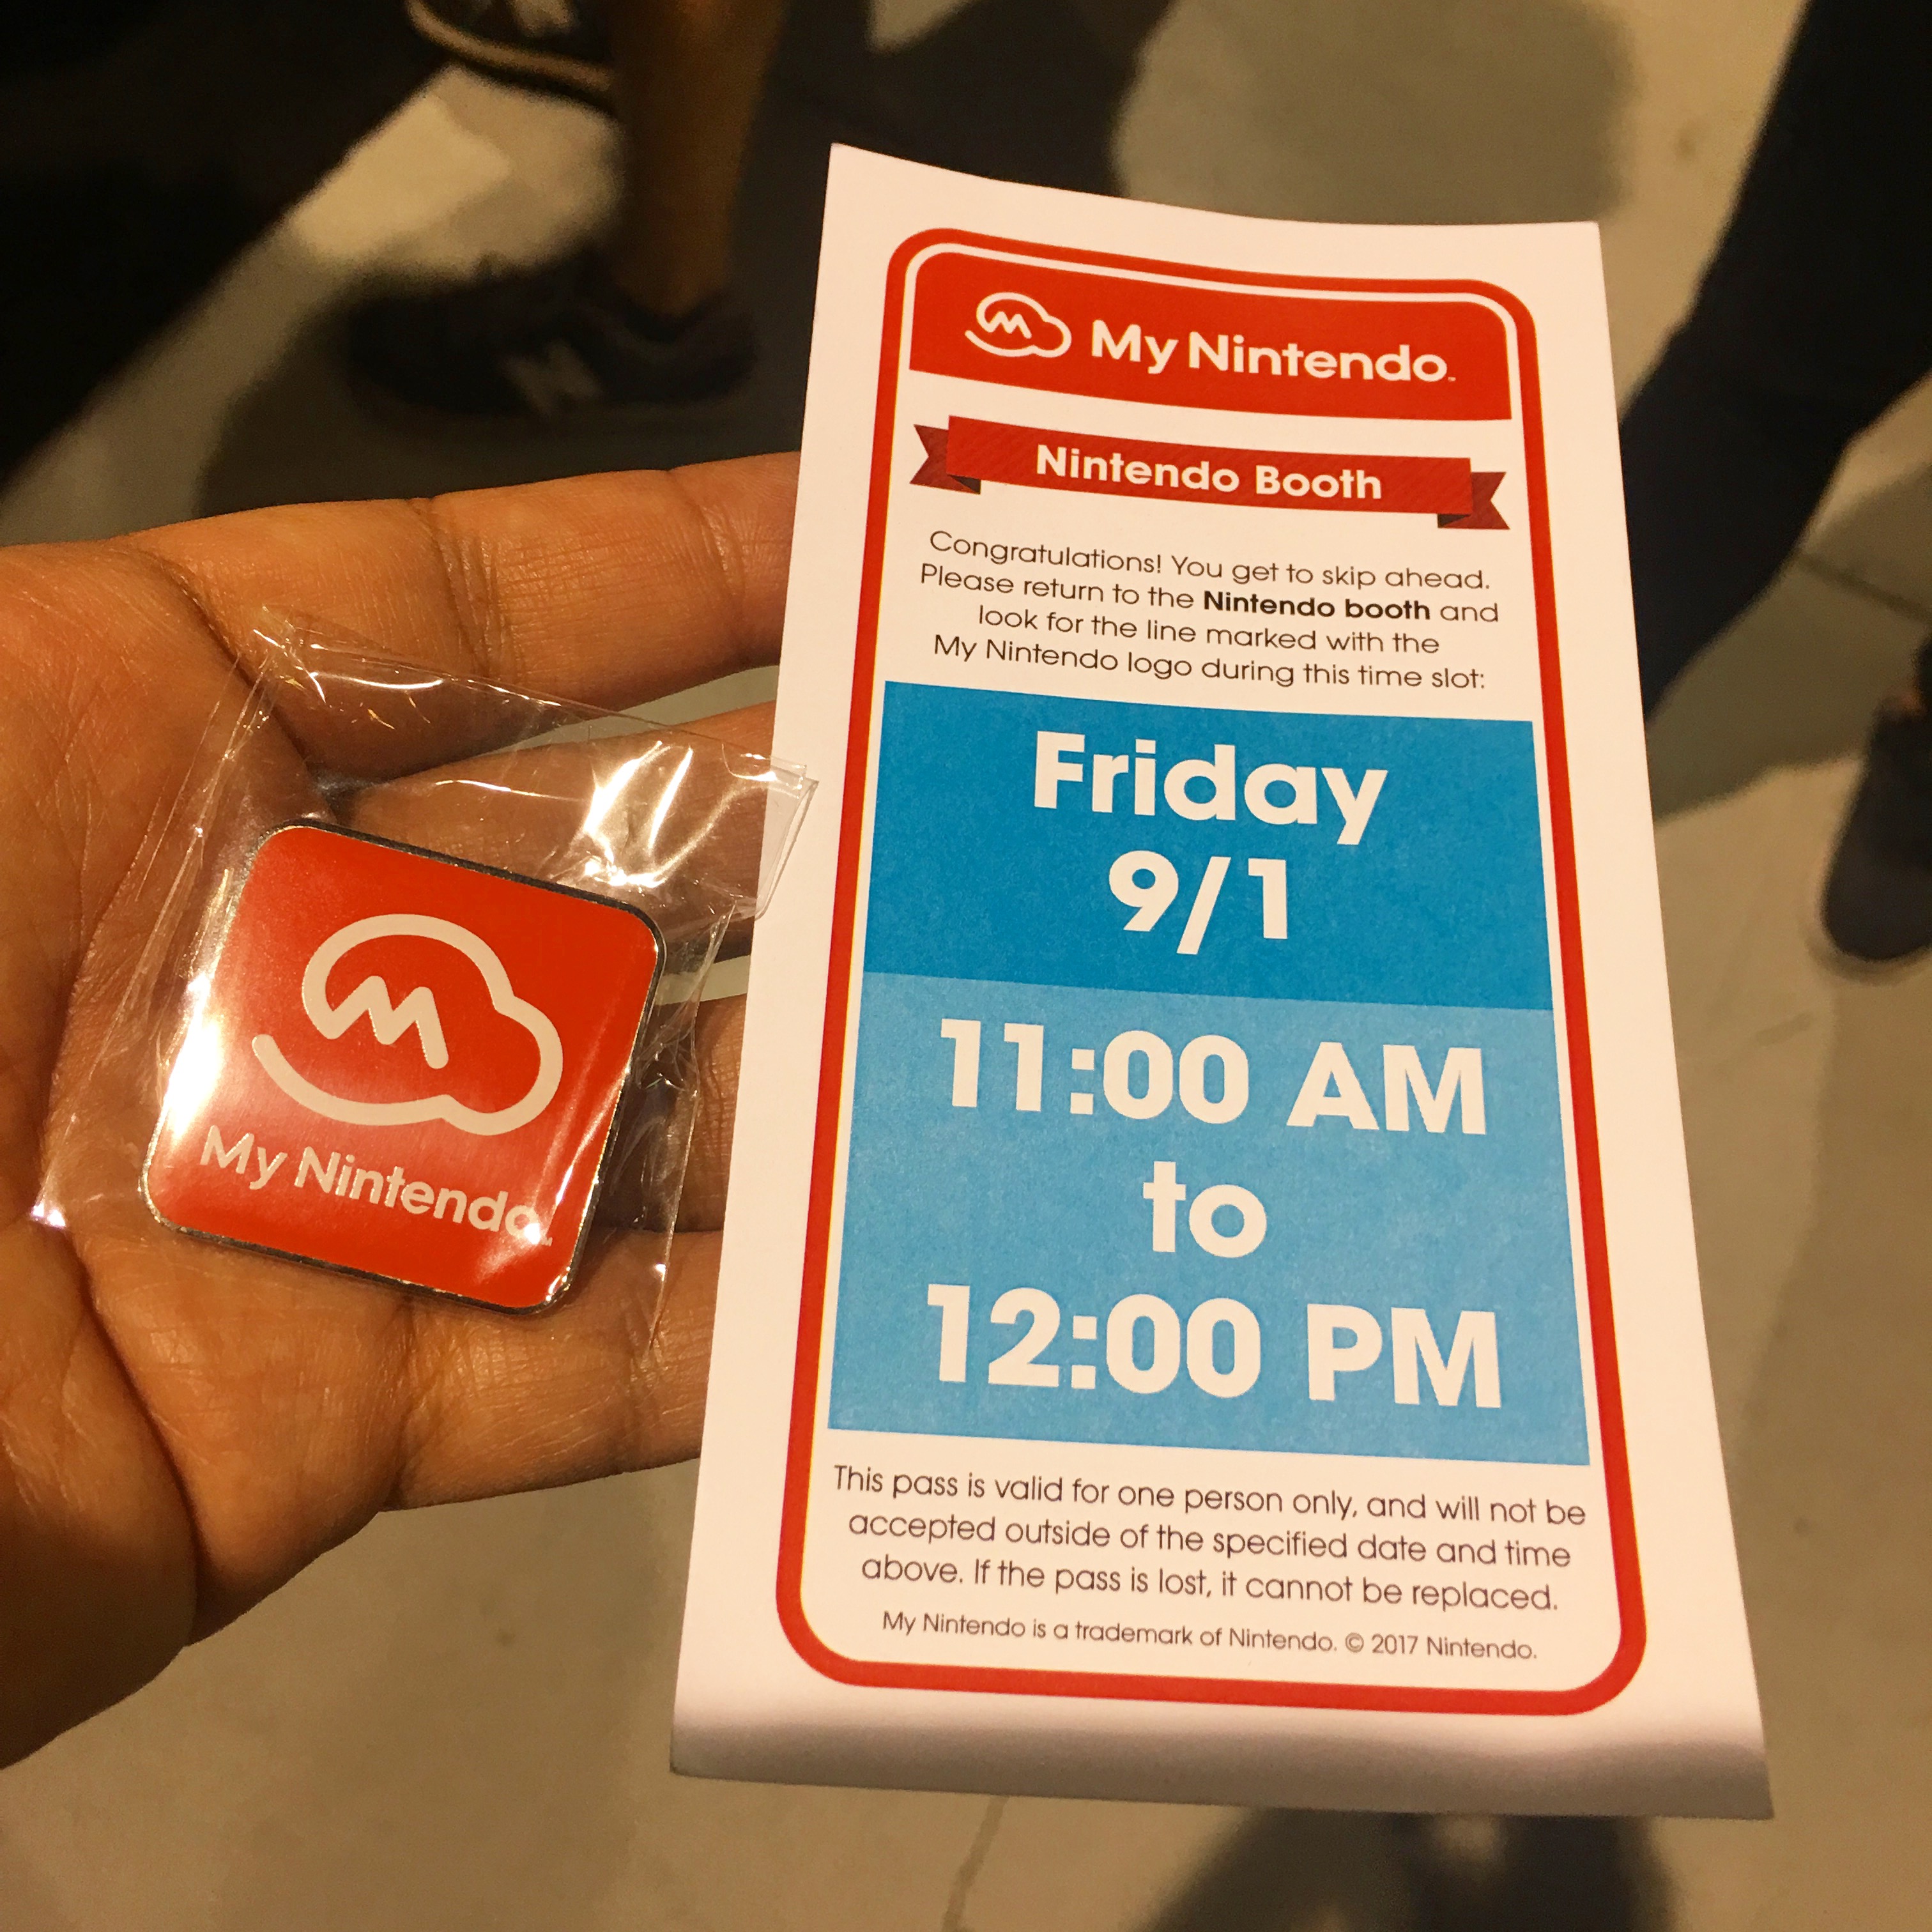 My Nintendo™
Nintendo Booth
Congratulations! You get to skip ahead.
Please return to the Nintendo booth and
look for the line marked with the
My Nintendo logo during this time slot:
Friday
9/1
11:00 AM
to
12:00 PM
This pass is valid for one person only, and will not be
accepted outside of the specified date and time
above. If the pass is lost, it cannot be replaced.
My Nintendo is a trademark of Nintendo. © 2017 Nintendo.
M
My Nintendo™
N